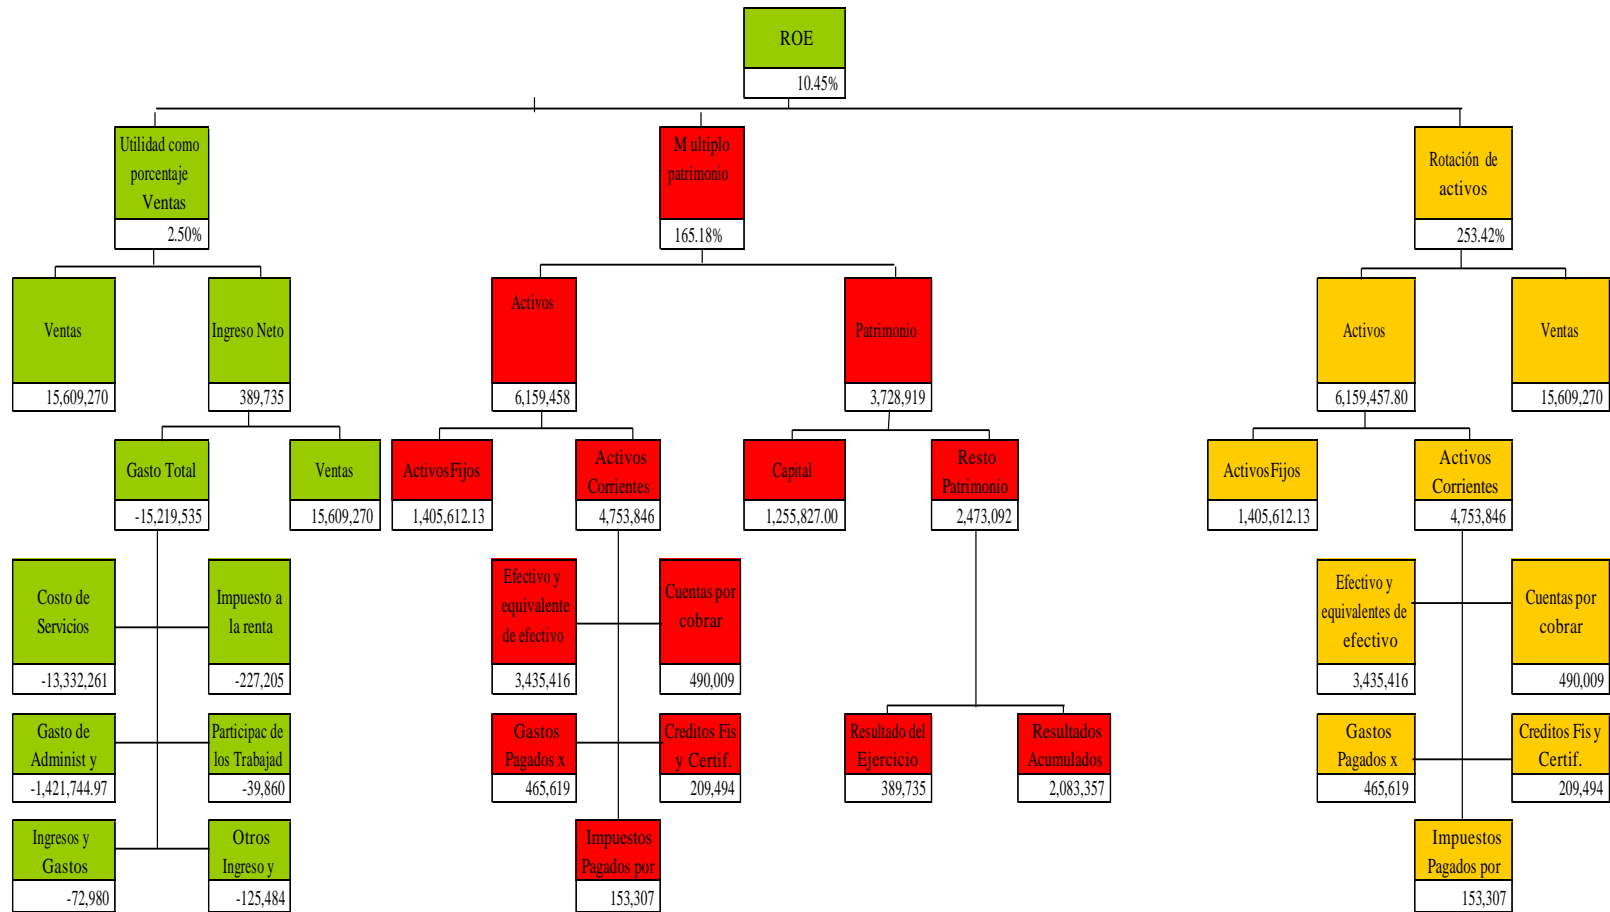 ROE
10.45%
Utilidad como
porcentaje
Ventas
2.50%
M ultiplo
patrimonio
165.18%
Rotación de
activos
253.42%
Ventas
15,609,270
Ingreso Neto
389,735
Activos
6,159,458
Patrimonio
3,728,919
Activos
6,159,457.80
Ventas
15,609,270
Gasto Total
-15,219,535
Ventas
15,609,270
Activos Fijos
1,405,612.13
Activos
Corrientes
4,753,846
Capital
1,255,827.00
Resto
Patrimonio
2,473,092
Activos Fijos
1,405,612.13
Activos
Corrientes
4,753,846
Costo de
Servicios
-13,332,261
Impuesto a
la renta
-227,205
Efectivo y
equivalente
de efectivo
3,435,416
Cuentas por
cobrar
490,009
Efectivo y
equivalentes de
efectivo
3,435,416
Cuentas por
cobrar
490,009
Gasto de
Administ y
-1,421,744.97
Participac de
los Trabajad
-39,860
Gastos
Pagados x
465,619
Creditos Fis
y Certif.
209,494
Resultado del
Ejercicio
389,735
Resultados
Acumulados
2,083,357
Gastos
Pagados x
465,619
Creditos Fis y
Certif.
209,494
Ingresos y
Gastos
-72,980
Otros
Ingreso y
-125,484
Impuestos
Pagados por
153,307
Impuestos
Pagados por
153,307